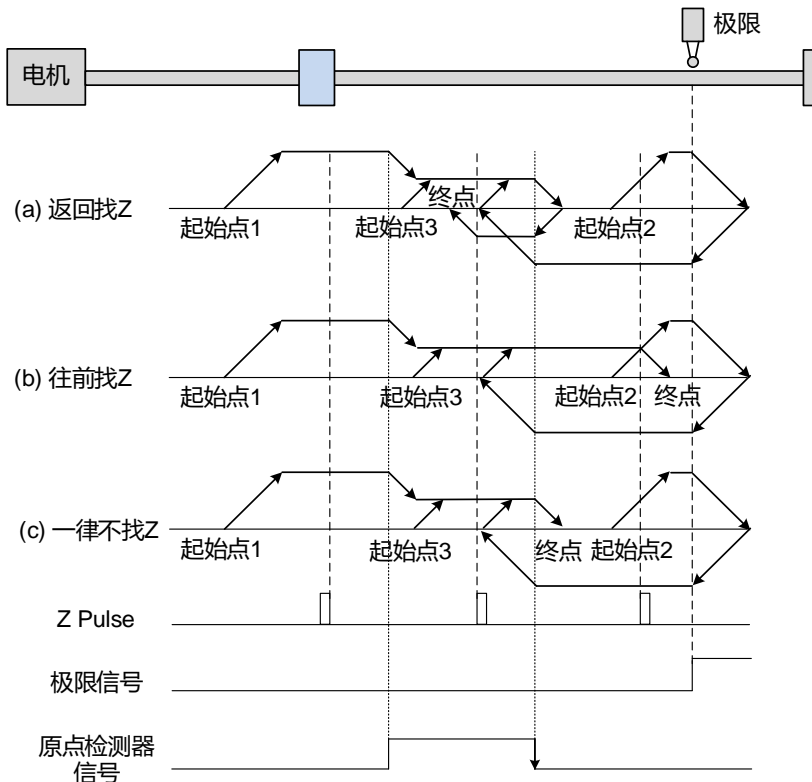 极限
电机
(a) 返回找Z
终点
起始点1
起始点3
起始点2
(b) 往前找Z
起始点1
起始点3
起始点2
终点
(c) 一律不找Z
起始点1
起始点3
终点
起始点2
Z Pulse
极限信号
原点检测器
信号